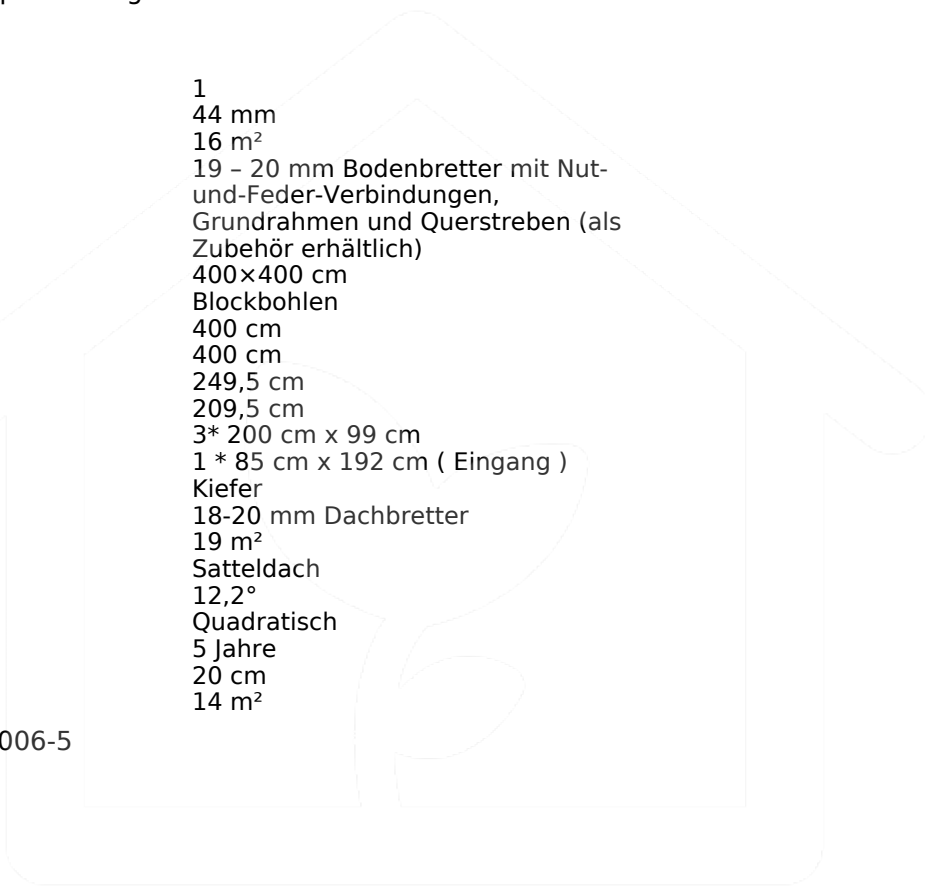 1
44 mm
16 m²
19 – 20 mm Bodenbretter mit Nut-
und-Feder-Verbindungen,
Grundrahmen und Querstreben (als
Zubehör erhältlich)
400×400 cm
Blockbohlen
400 cm
400 cm
249,5 cm
209,5 cm
3* 200 cm x 99 cm
1 * 85 cm x 192 cm ( Eingang )
Kiefer
18-20 mm Dachbretter
19 m²
Satteldach
12,2°
Quadratisch
5 Jahre
20 cm
14 m²
006-5